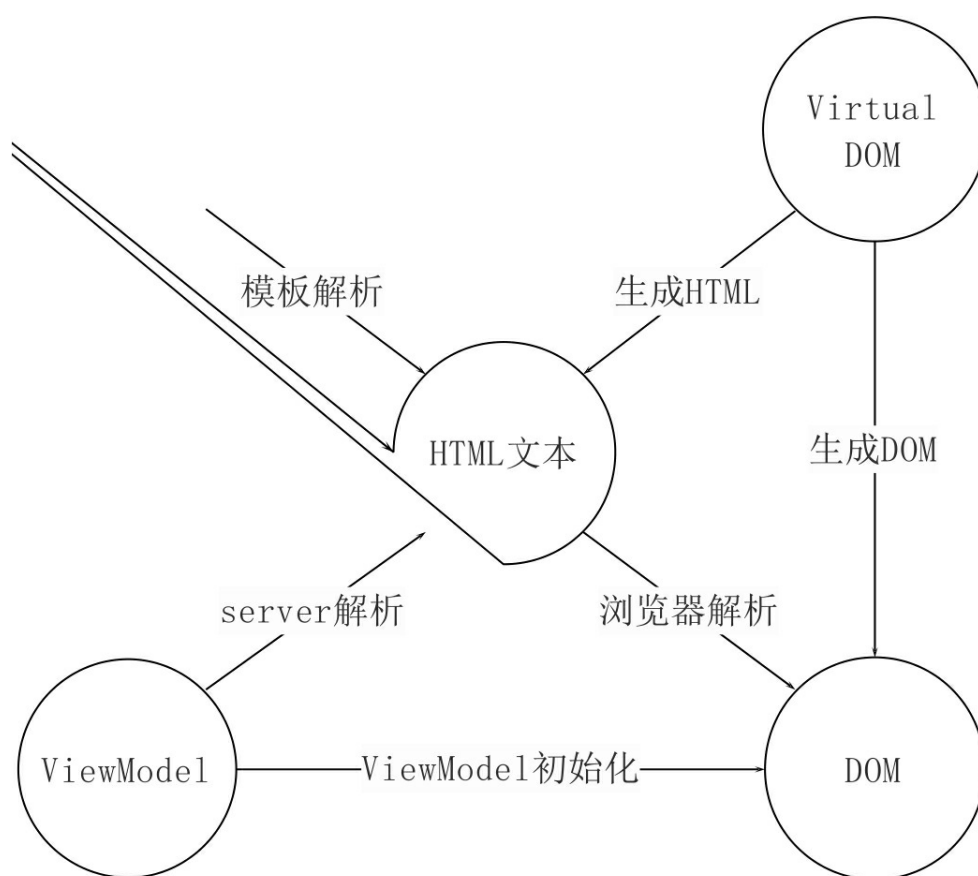 Virtual
DOM
模板解析
生成HTML
HTML文本
生成DOM
server解析
浏览器解析
ViewModel
ViewModel初始化
DOM